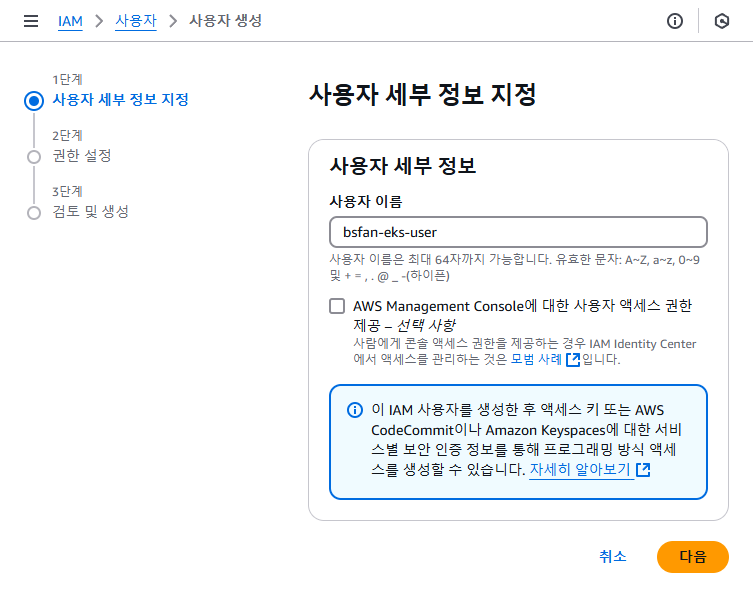 IAM > 사용자 > 사용자 생성
1단계
사용자 세부 정보 지정
2단계
권한 설정
3단계
검토 및 생성
사용자 세부 정보 지정
사용자 세부 정보
사용자 이름
bsfan-eks-user
사용자 이름은 최대 64자까지 가능합니다. 유효한 문자: A~Z, a~z, 0~9
및 + = , . @ _ -(하이픈)
AWS Management Console에 대한 사용자 액세스 권한
제공 – 선택 사항
사람에게 콘솔 액세스 권한을 제공하는 경우 IAM Identity Center
에서 액세스를 관리하는 것은 모범 사례 입니다.
이 IAM 사용자를 생성한 후 액세스 키 또는 AWS
CodeCommit이나 Amazon Keyspaces에 대한 서비
스별 보안 인증 정보를 통해 프로그래밍 방식 액세
스를 생성할 수 있습니다. 자세히 알아보기
취소
다음